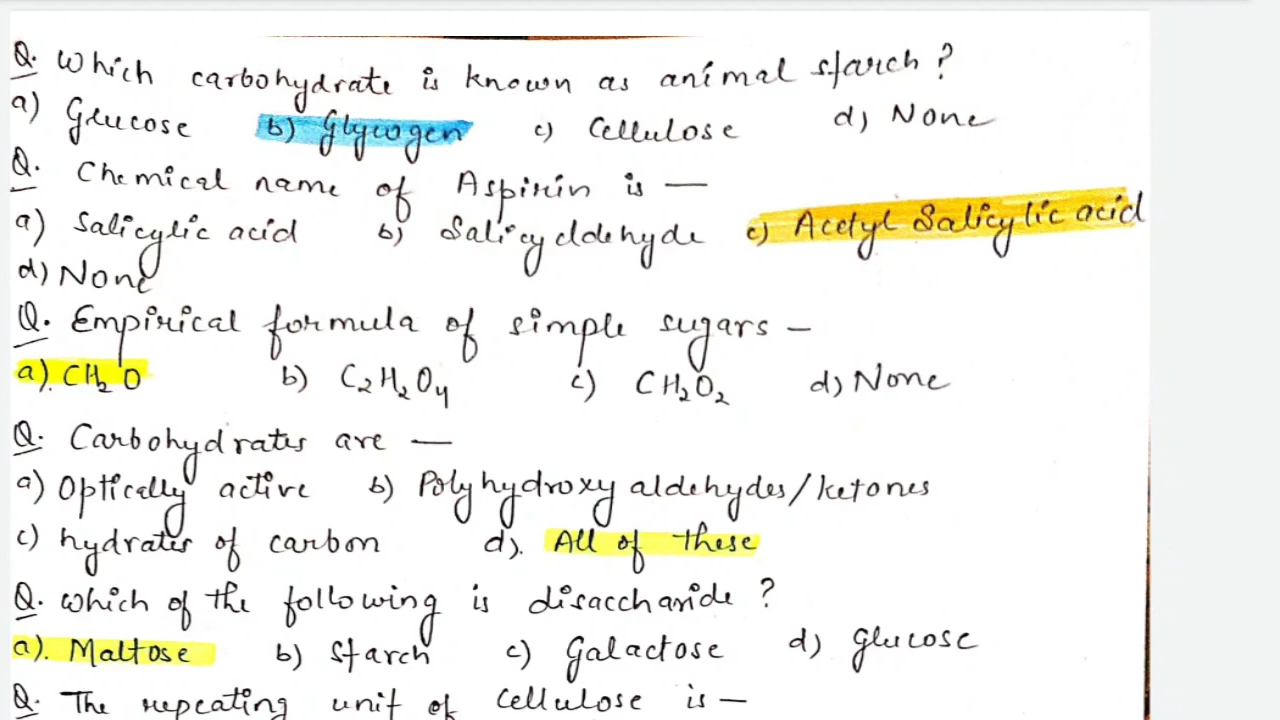 Q. Which carbohydrate is known as animal starch?
a) Glucose b) Glycogen c) Cellulose d) None
Q. Chemical name of Aspirin is —
a) Salicylic acid b) Salicyldehyde c) Acetyl Salicylic acid
d) None
Q. Empirical formula of simple sugars —
a). CH₂O b) C₂H₂O₄ c) CH₂O₂ d) None
Q. Carbohydrates are —
a) Optically active b) Polyhydroxy aldehydes/ketones
c) hydrates of carbon d). All of these
Q. which of the following is disaccharide?
a). Maltose b) Starch c) Galactose d) Glucose
Q. The repeating unit of Cellulose is —